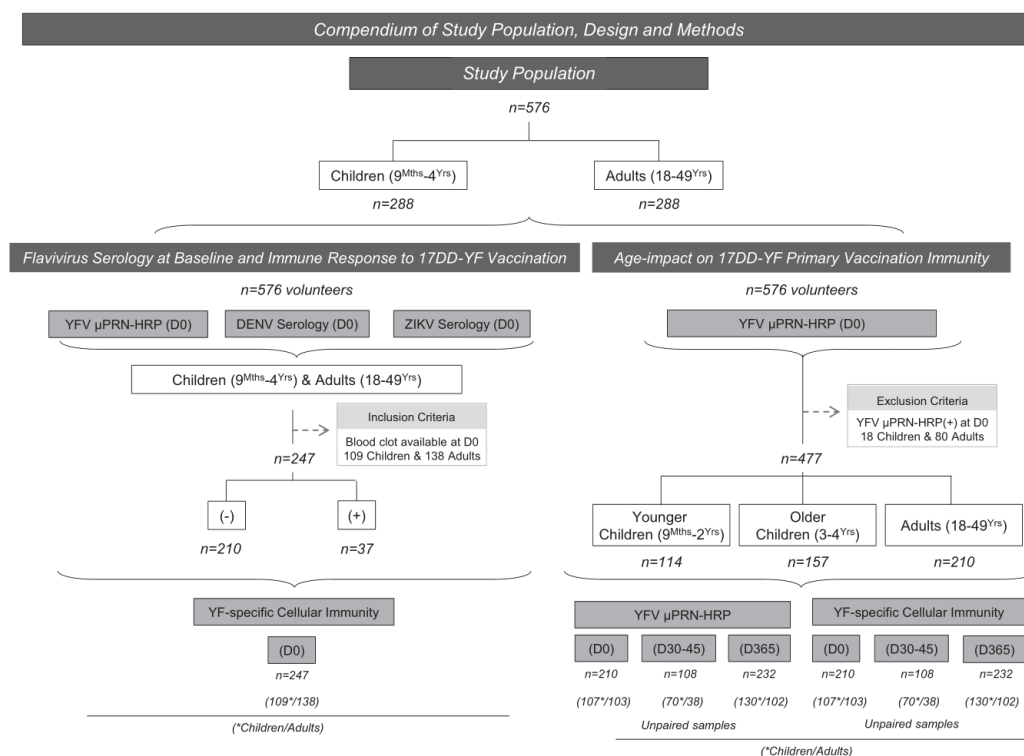 Compendium of Study Population, Design and Methods
Study Population
n=576
Children (9Mths-4Yrs)
Adults (18-49Yrs)
n=288
n=288
Flavivirus Serology at Baseline and Immune Response to 17DD-YF Vaccination
n=576 volunteers
YFV µPRN-HRP (D0)
DENV Serology (D0)
ZIKV Serology (D0)
Children (9Mths-4Yrs) & Adults (18-49Yrs)
Inclusion Criteria
Blood clot available at D0
109 Children & 138 Adults
n=247
(-)
(+)
n=210
n=37
YF-specific Cellular Immunity
(D0)
n=247
(109*/138)
(*Children/Adults)
Age-impact on 17DD-YF Primary Vaccination Immunity
n=576 volunteers
YFV µPRN-HRP (D0)
Exclusion Criteria
YFV µPRN-HRP(+) at D0
18 Children & 80 Adults
n=477
Younger
Children (9Mths-2Yrs)
Older
Children (3-4Yrs)
Adults (18-49Yrs)
n=114
n=157
n=210
YFV µPRN-HRP
YF-specific Cellular Immunity
(D0)
(D30-45)
(D365)
(D0)
(D30-45)
(D365)
n=210
n=108
n=232
n=210
n=108
n=232
(107*/103)
(70*/38)
(130*/102)
(107*/103)
(70*/38)
(130*/102)
Unpaired samples
Unpaired samples
(*Children/Adults)